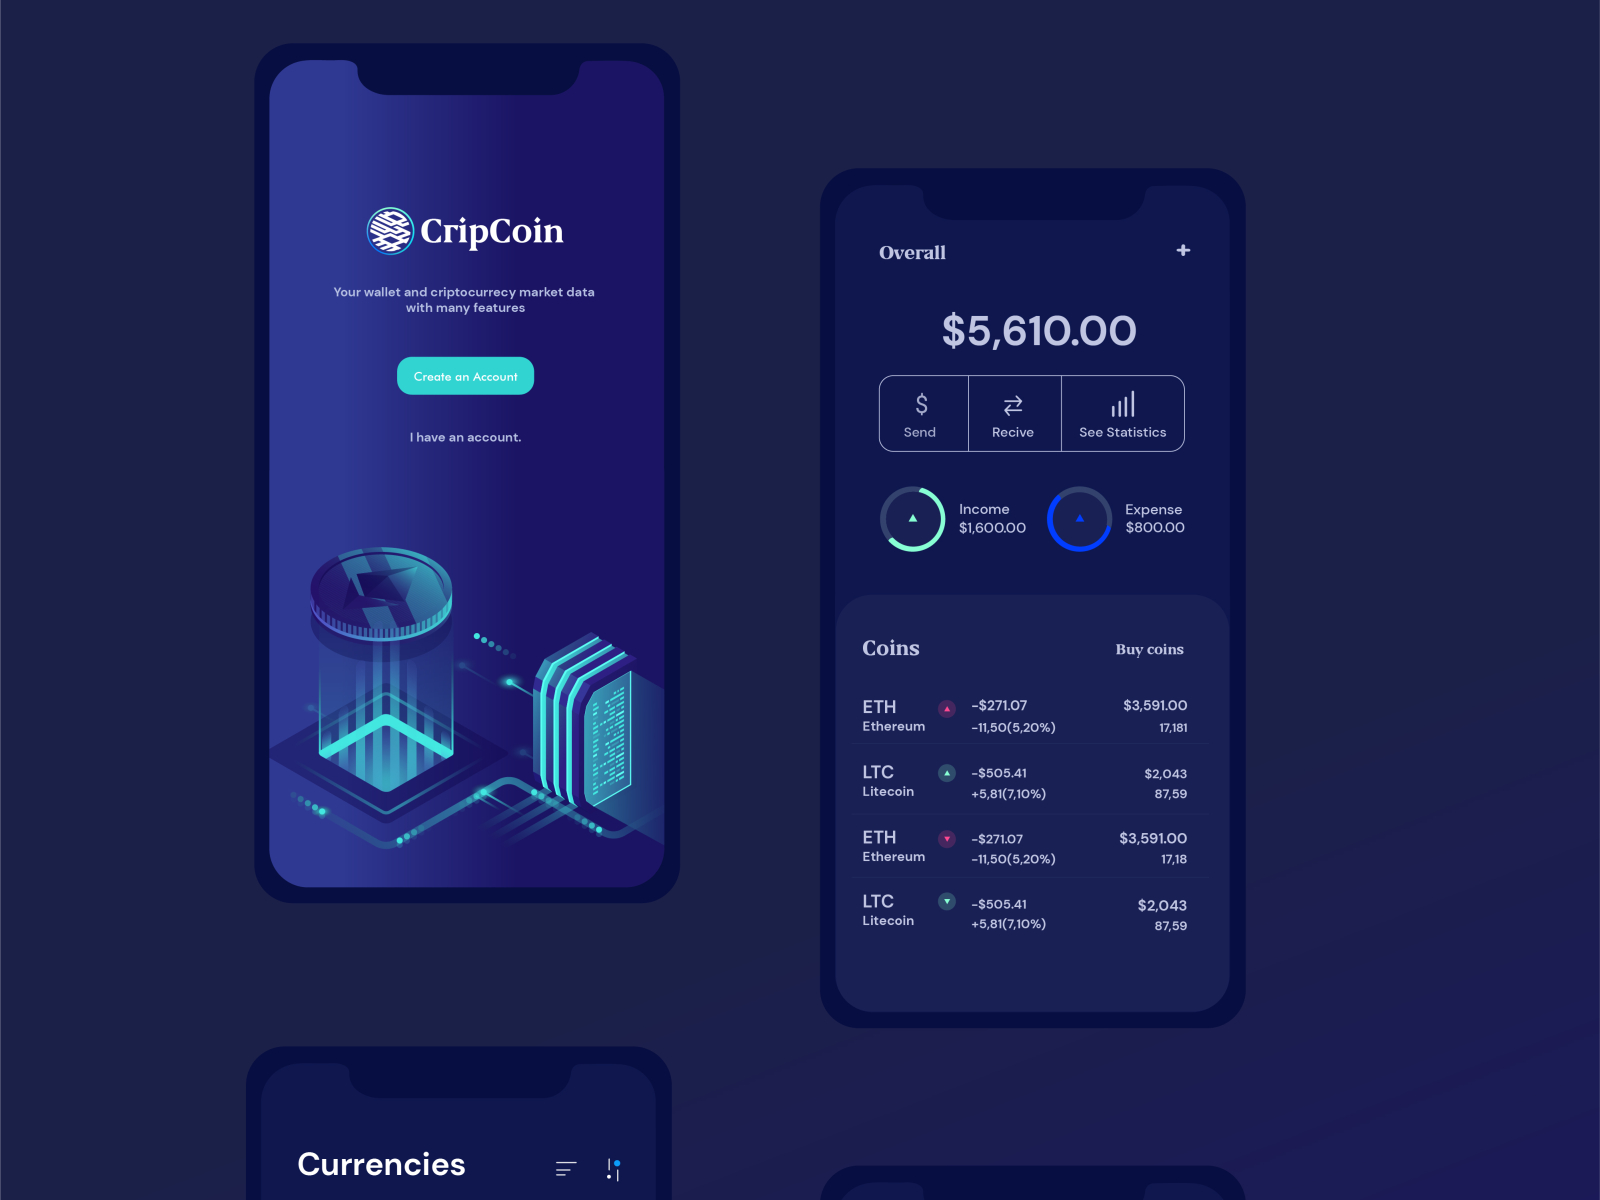 CripCoin
Your wallet and criptocurrecy market data
with many features
Create an Account
I have an account.
Overall
$5,610.00
$
Send
Recive
See Statistics
Income
$1,600.00
Expense
$800.00
Coins
Buy coins
ETH
Ethereum
-$271.07
-11,50(5,20%)
$3,591.00
17,181
LTC
Litecoin
-$505.41
+5,81(7,10%)
$2,043
87,59
ETH
Ethereum
-$271.07
-11,50(5,20%)
$3,591.00
17,18
LTC
Litecoin
-$505.41
+5,81(7,10%)
$2,043
87,59
Currencies